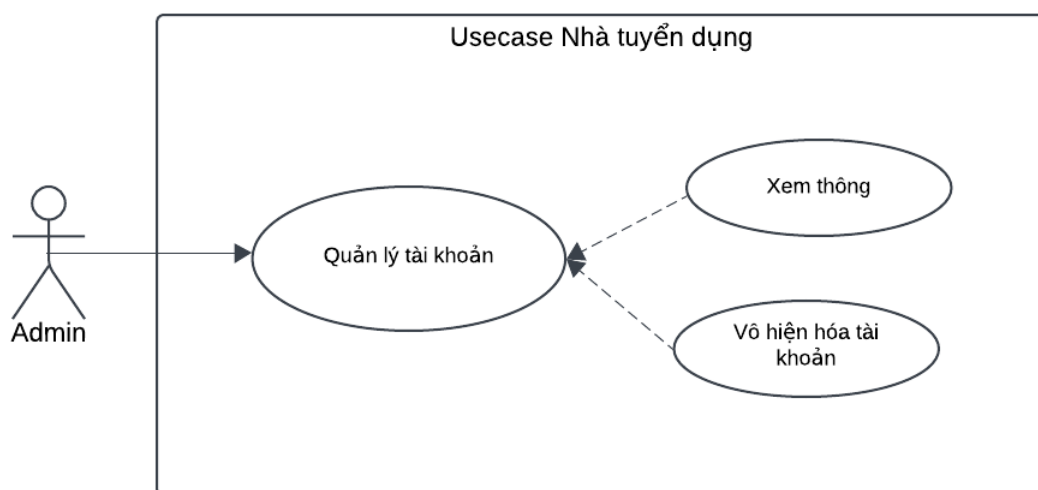 Usecase Nhà tuyển dụng
Xem thông
Quản lý tài khoản
Admin
Vô hiện hóa tài
khoản